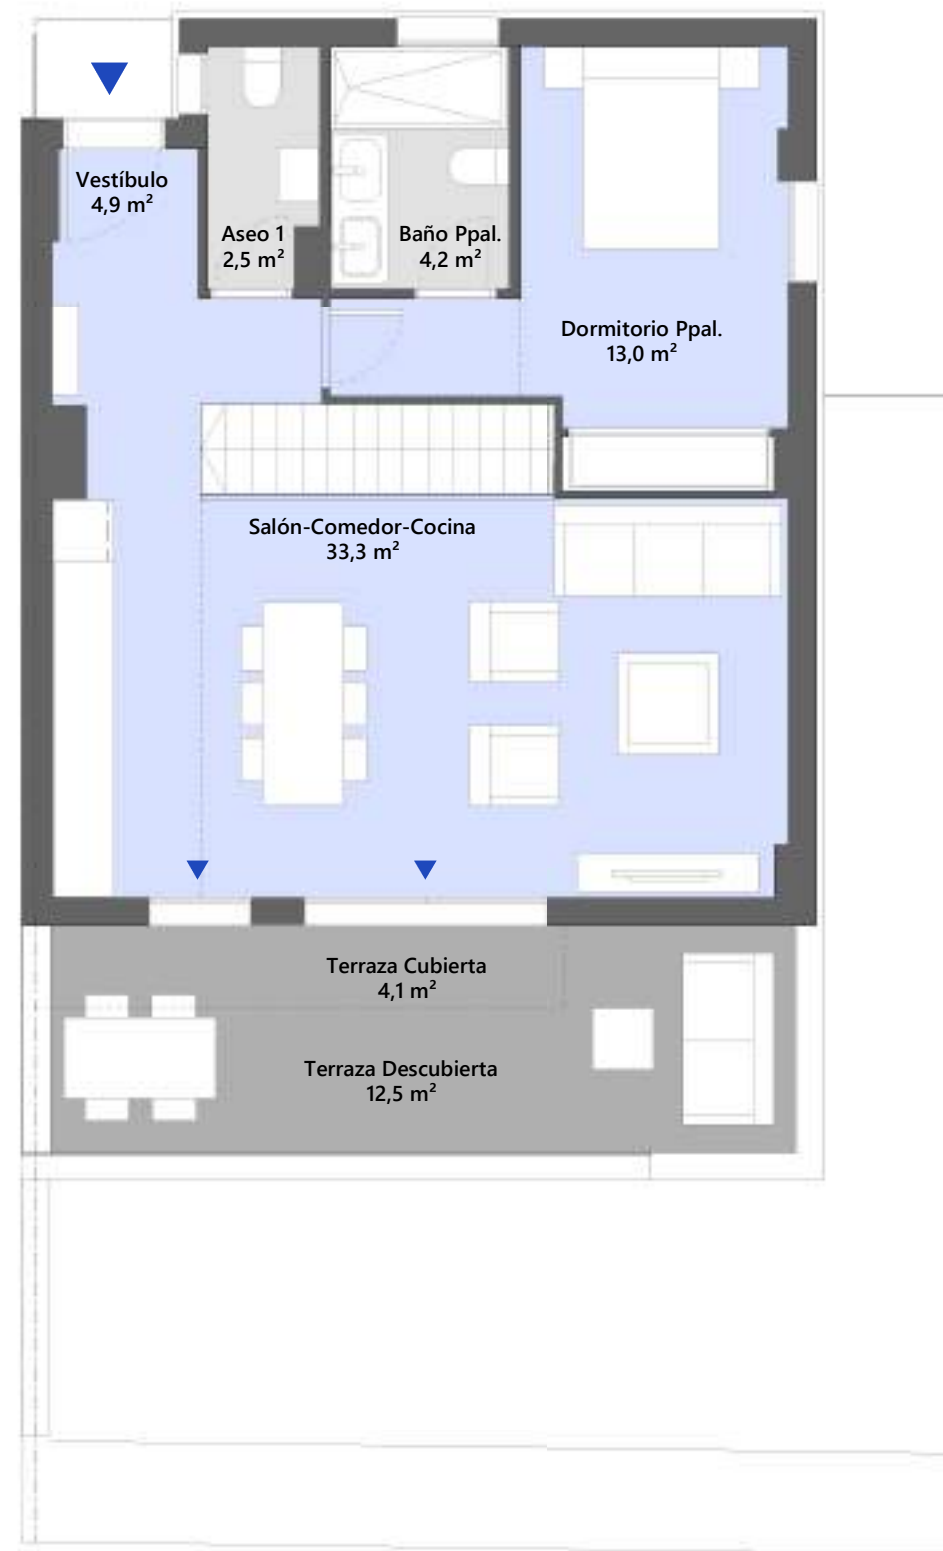 Vestíbulo
4,9 m²
Aseo 1
2,5 m²
Baño Ppal.
4,2 m²
Dormitorio Ppal.
13,0 m²
Salón-Comedor-Cocina
33,3 m²
Terraza Cubierta
4,1 m²
Terraza Descubierta
12,5 m²